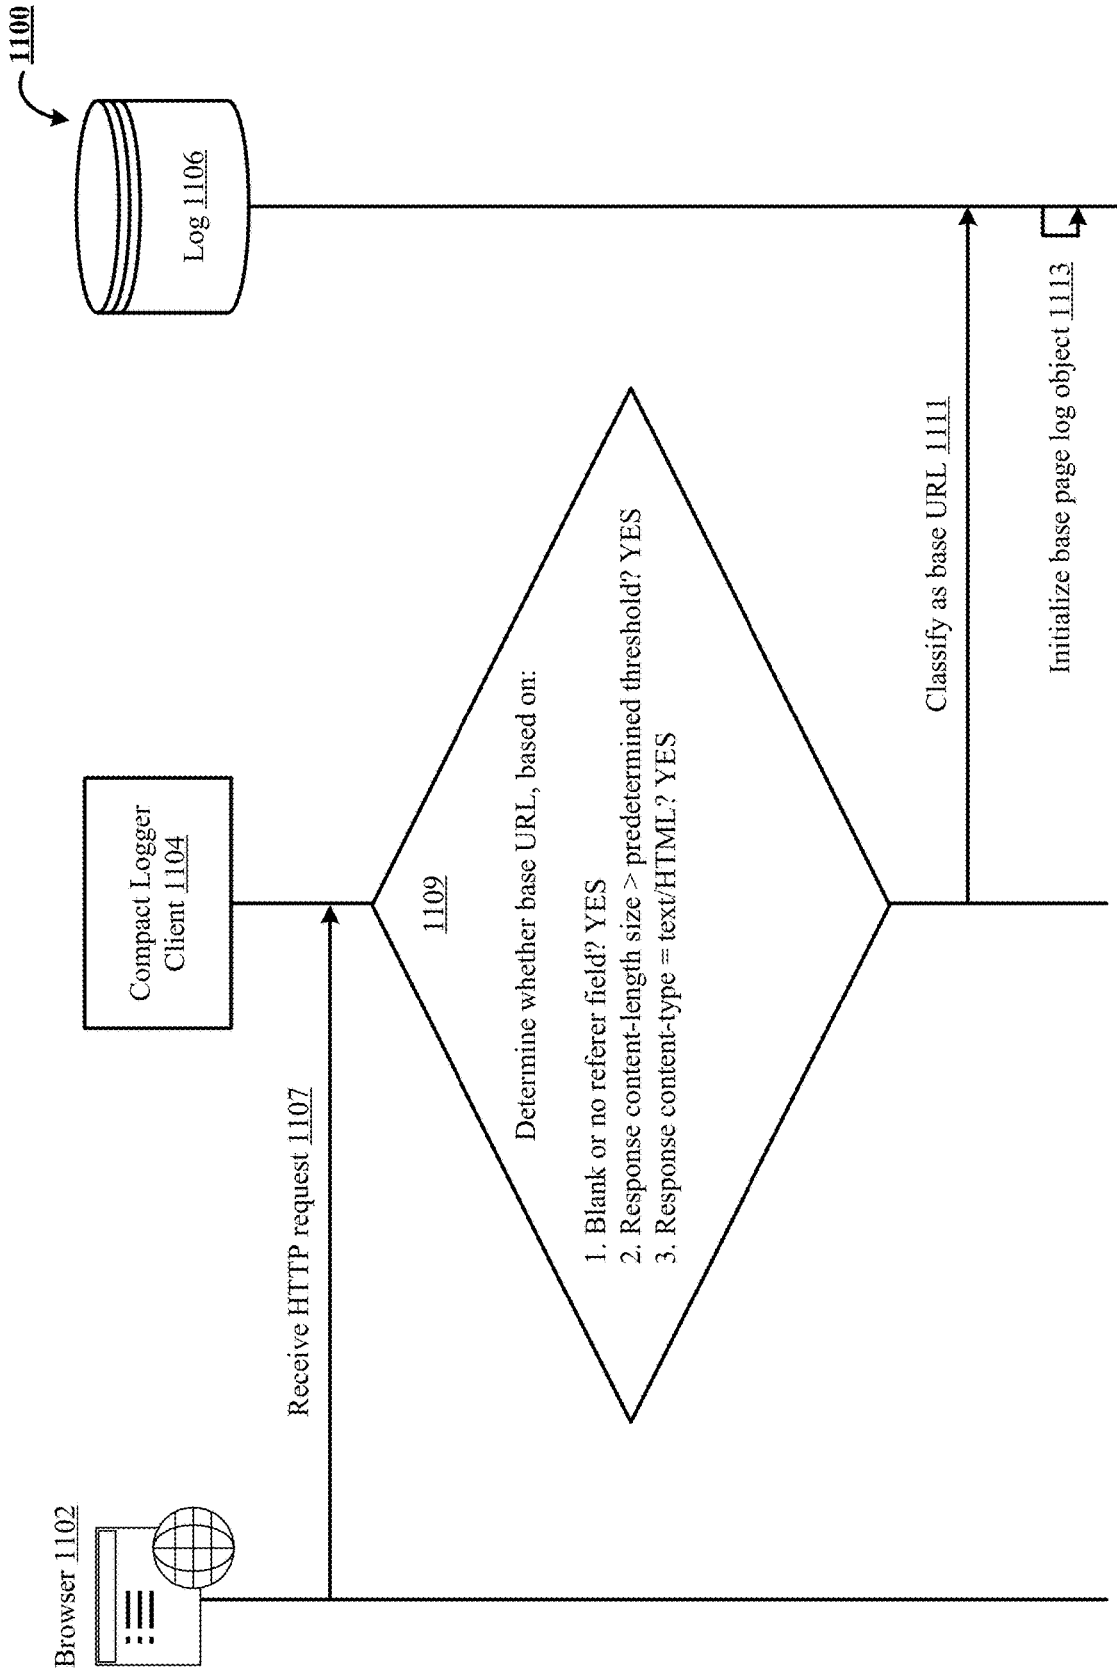 1100
Browser 1102
Compact Logger
Client 1104
Log 1106
Receive HTTP request 1107
1109
Determine whether base URL, based on:
1. Blank or no referer field? YES
2. Response content-length size > predetermined threshold? YES
3. Response content-type = text/HTML? YES
Classify as base URL 1111
Initialize base page log object 1113